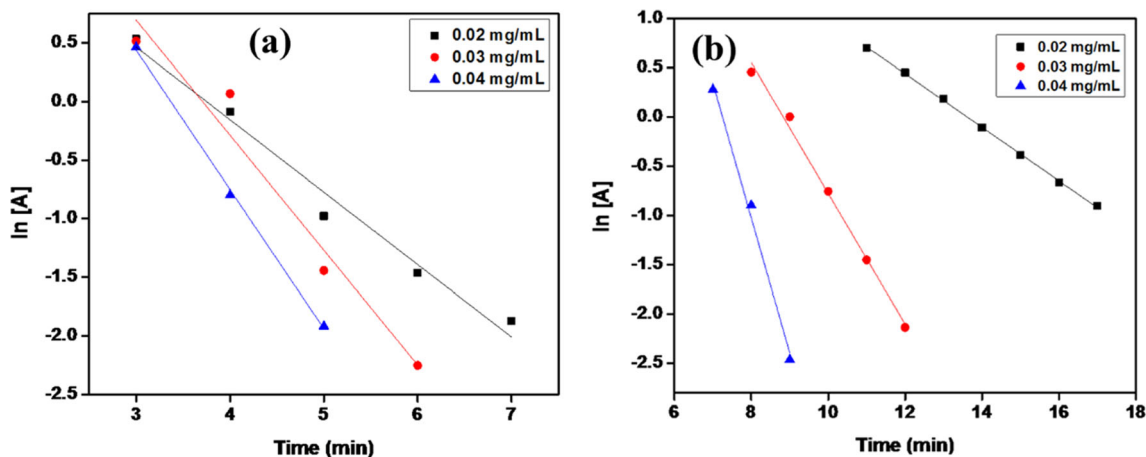 (a)
0.02 mg/mL
0.03 mg/mL
0.04 mg/mL
ln [A]
0.5
0.0
-0.5
-1.0
-1.5
-2.0
-2.5
3 4 5 6 7
Time (min)
(b)
0.02 mg/mL
0.03 mg/mL
0.04 mg/mL
ln [A]
1.0
0.5
0.0
-0.5
-1.0
-1.5
-2.0
-2.5
6 8 10 12 14 16 18
Time (min)